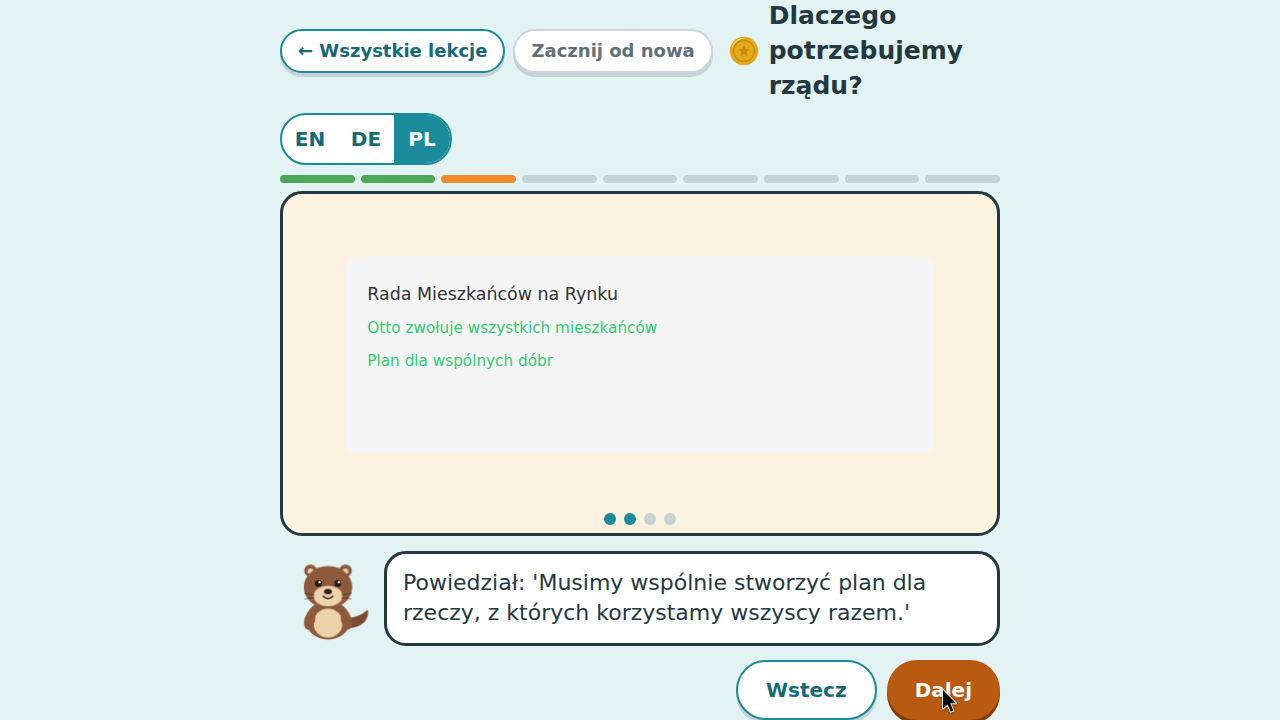 ← Wszystkie lekcje
Zacznij od nowa
Dlaczego
potrzebujemy
rządu?
EN DE PL
Rada Mieszkańców na Rynku
Otto zwołuje wszystkich mieszkańców
Plan dla wspólnych dóbr
Powiedział: 'Musimy wspólnie stworzyć plan dla
rzeczy, z których korzystamy wszyscy razem.'
Wstecz
Dalej